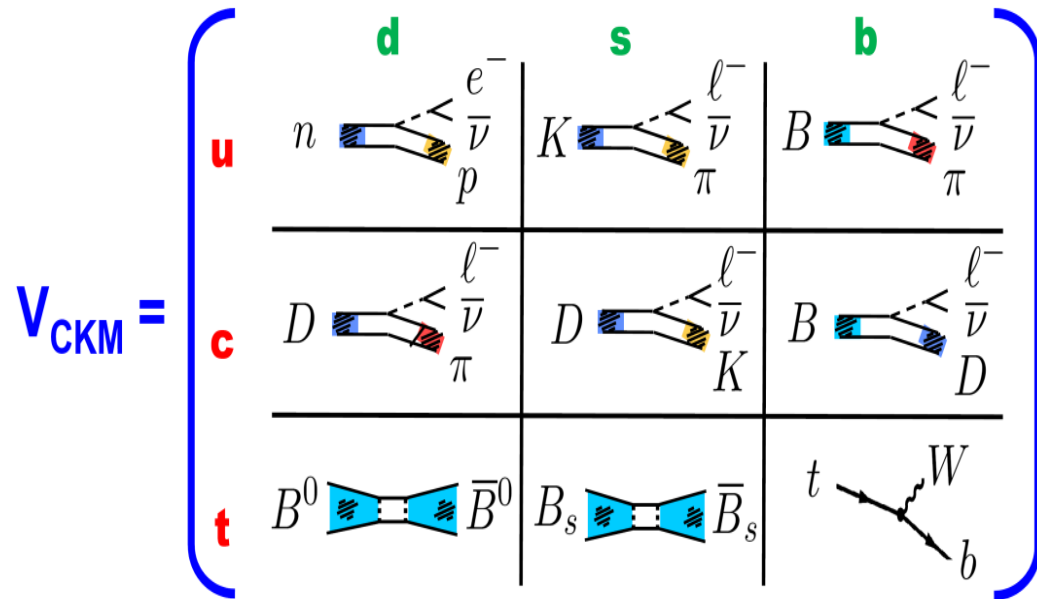 d s b
u n e⁻ ν̄ p K ℓ⁻ ν̄ π B ℓ⁻ ν̄ π
V_CKM =
c D ℓ⁻ ν̄ π D ℓ⁻ ν̄ K B ℓ⁻ ν̄ D
t B⁰ B̄⁰ B_s B̄_s t W b